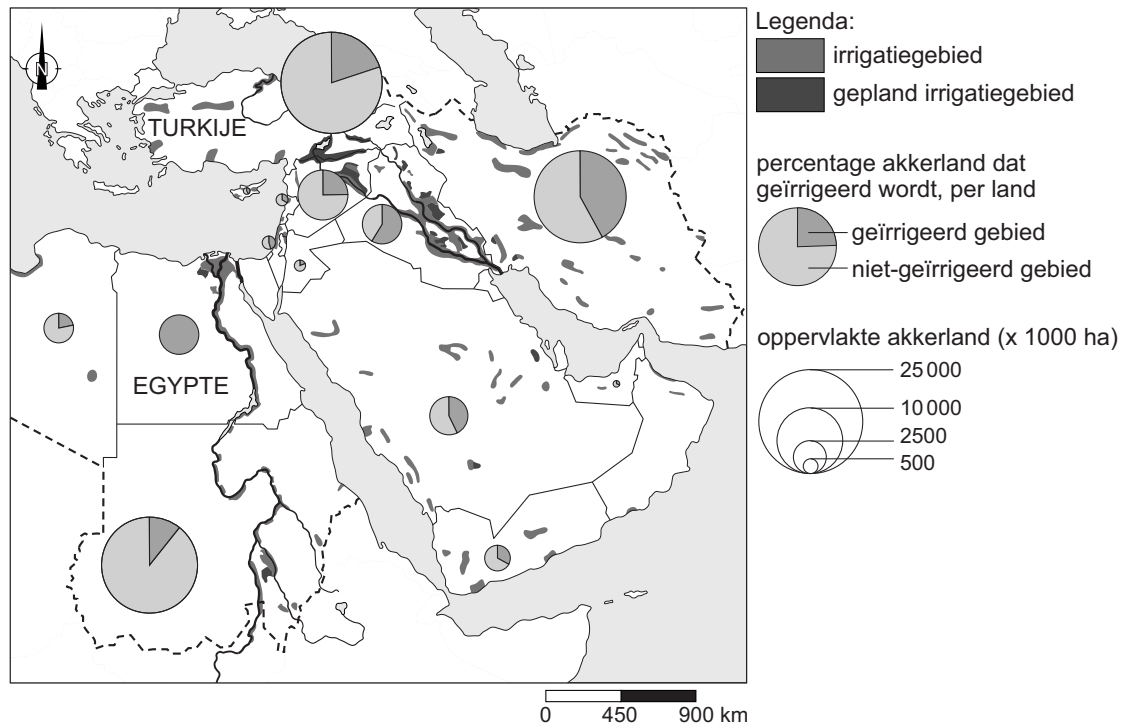 N
TURKIJE
EGYPTE
Legenda:
irrigatiegebied
gepland irrigatiegebied
percentage akkerland dat
geïrrigeerd wordt, per land
geïrrigeerd gebied
niet-geïrrigeerd gebied
oppervlakte akkerland (x 1000 ha)
25 000
10 000
2500
500
0 450 900 km